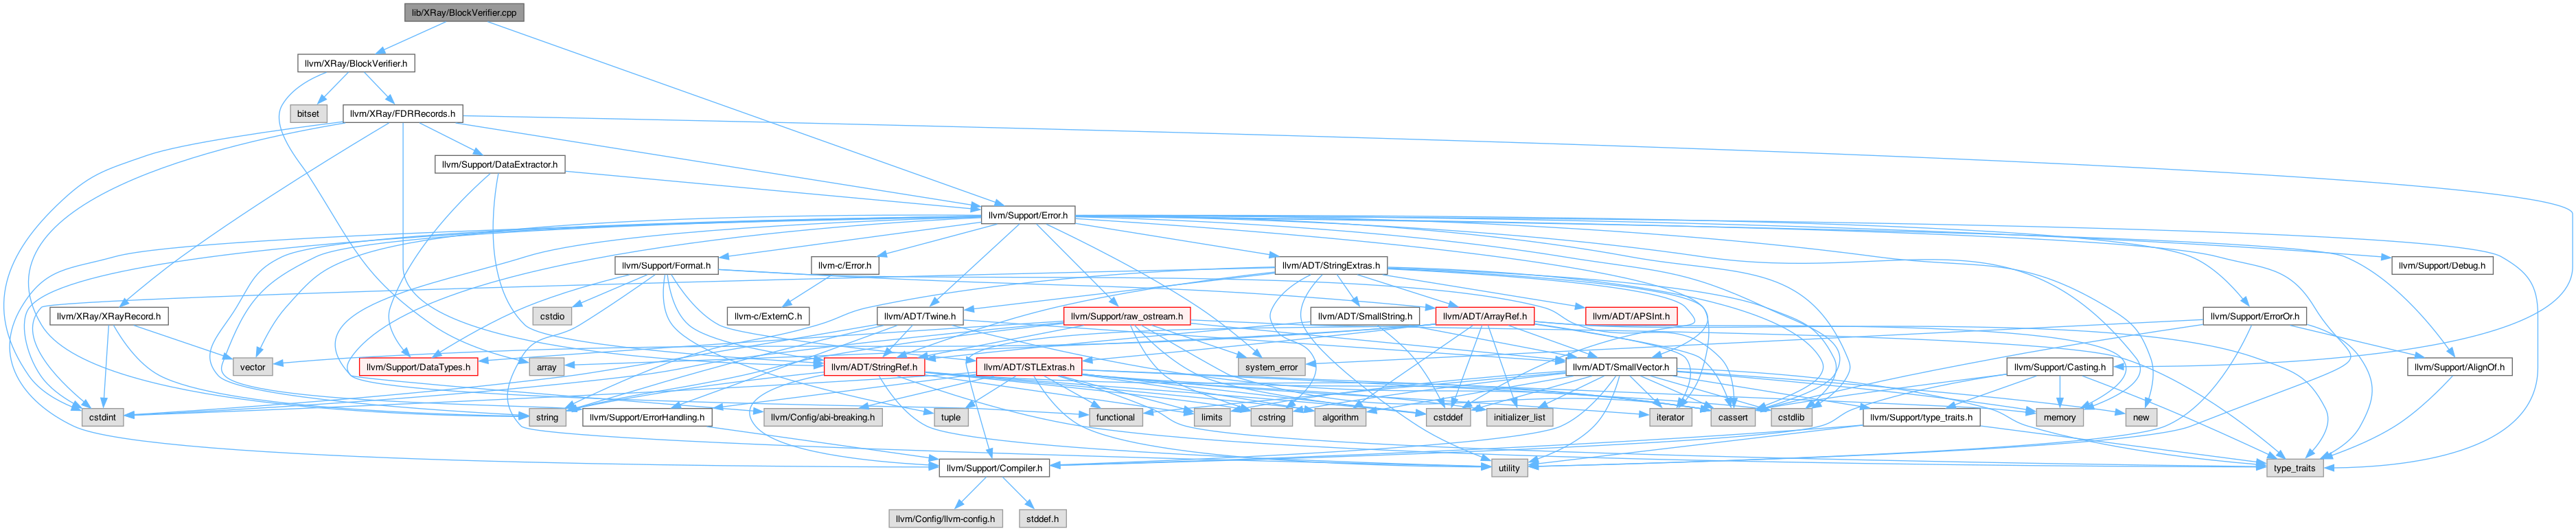 lib/XRay/BlockVerifier.cpp
llvm/XRay/BlockVerifier.h
bitset
llvm/XRay/FDRRecords.h
llvm/Support/DataExtractor.h
llvm/Support/Error.h
llvm/Support/Format.h
llvm-c/Error.h
llvm/ADT/StringExtras.h
llvm/Support/Debug.h
llvm/XRay/XRayRecord.h
cstdio
llvm-c/ExternC.h
llvm/ADT/Twine.h
llvm/Support/raw_ostream.h
llvm/ADT/SmallString.h
llvm/ADT/ArrayRef.h
llvm/ADT/APSInt.h
llvm/Support/ErrorOr.h
vector
llvm/Support/DataTypes.h
array
llvm/ADT/StringRef.h
llvm/ADT/STLExtras.h
system_error
llvm/ADT/SmallVector.h
llvm/Support/Casting.h
llvm/Support/AlignOf.h
cstdint
string
llvm/Support/ErrorHandling.h
llvm/Config/abi-breaking.h
tuple
functional
limits
cstring
algorithm
cstddef
initializer_list
iterator
cassert
cstdlib
llvm/Support/type_traits.h
memory
new
llvm/Support/Compiler.h
utility
type_traits
llvm/Config/llvm-config.h
stddef.h